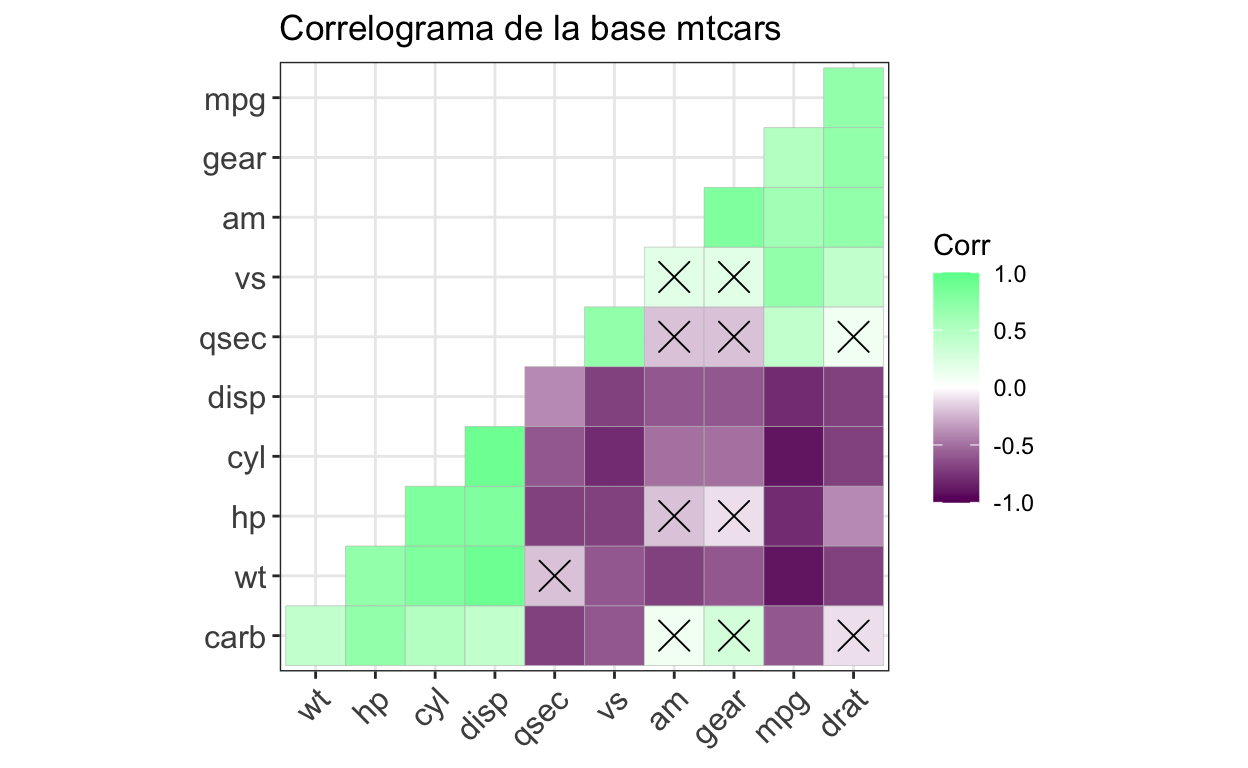 Correlograma de la base mtcars
mpg
gear
am
vs
qsec
disp
cyl
hp
wt
carb
wt
hp
cyl
disp
qsec
vs
am
gear
mpg
drat
Corr
1.0
0.5
0.0
-0.5
-1.0